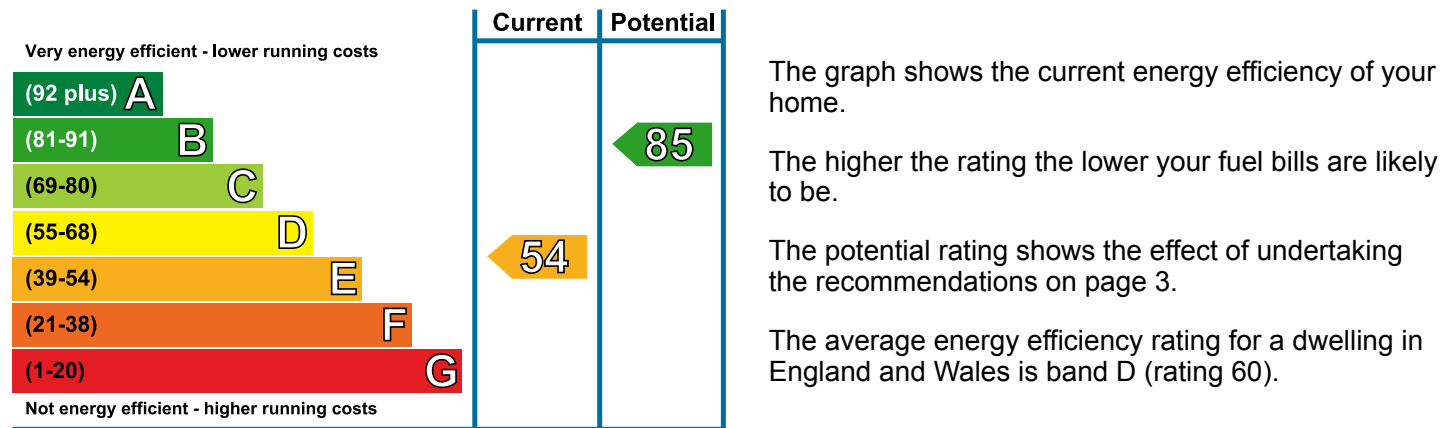 Current Potential
Very energy efficient - lower running costs
(92 plus) A
(81-91) B
85
(69-80) C
(55-68) D
54
(39-54) E
(21-38) F
(1-20) G
Not energy efficient - higher running costs
The graph shows the current energy efficiency of your
home.
The higher the rating the lower your fuel bills are likely
to be.
The potential rating shows the effect of undertaking
the recommendations on page 3.
The average energy efficiency rating for a dwelling in
England and Wales is band D (rating 60).